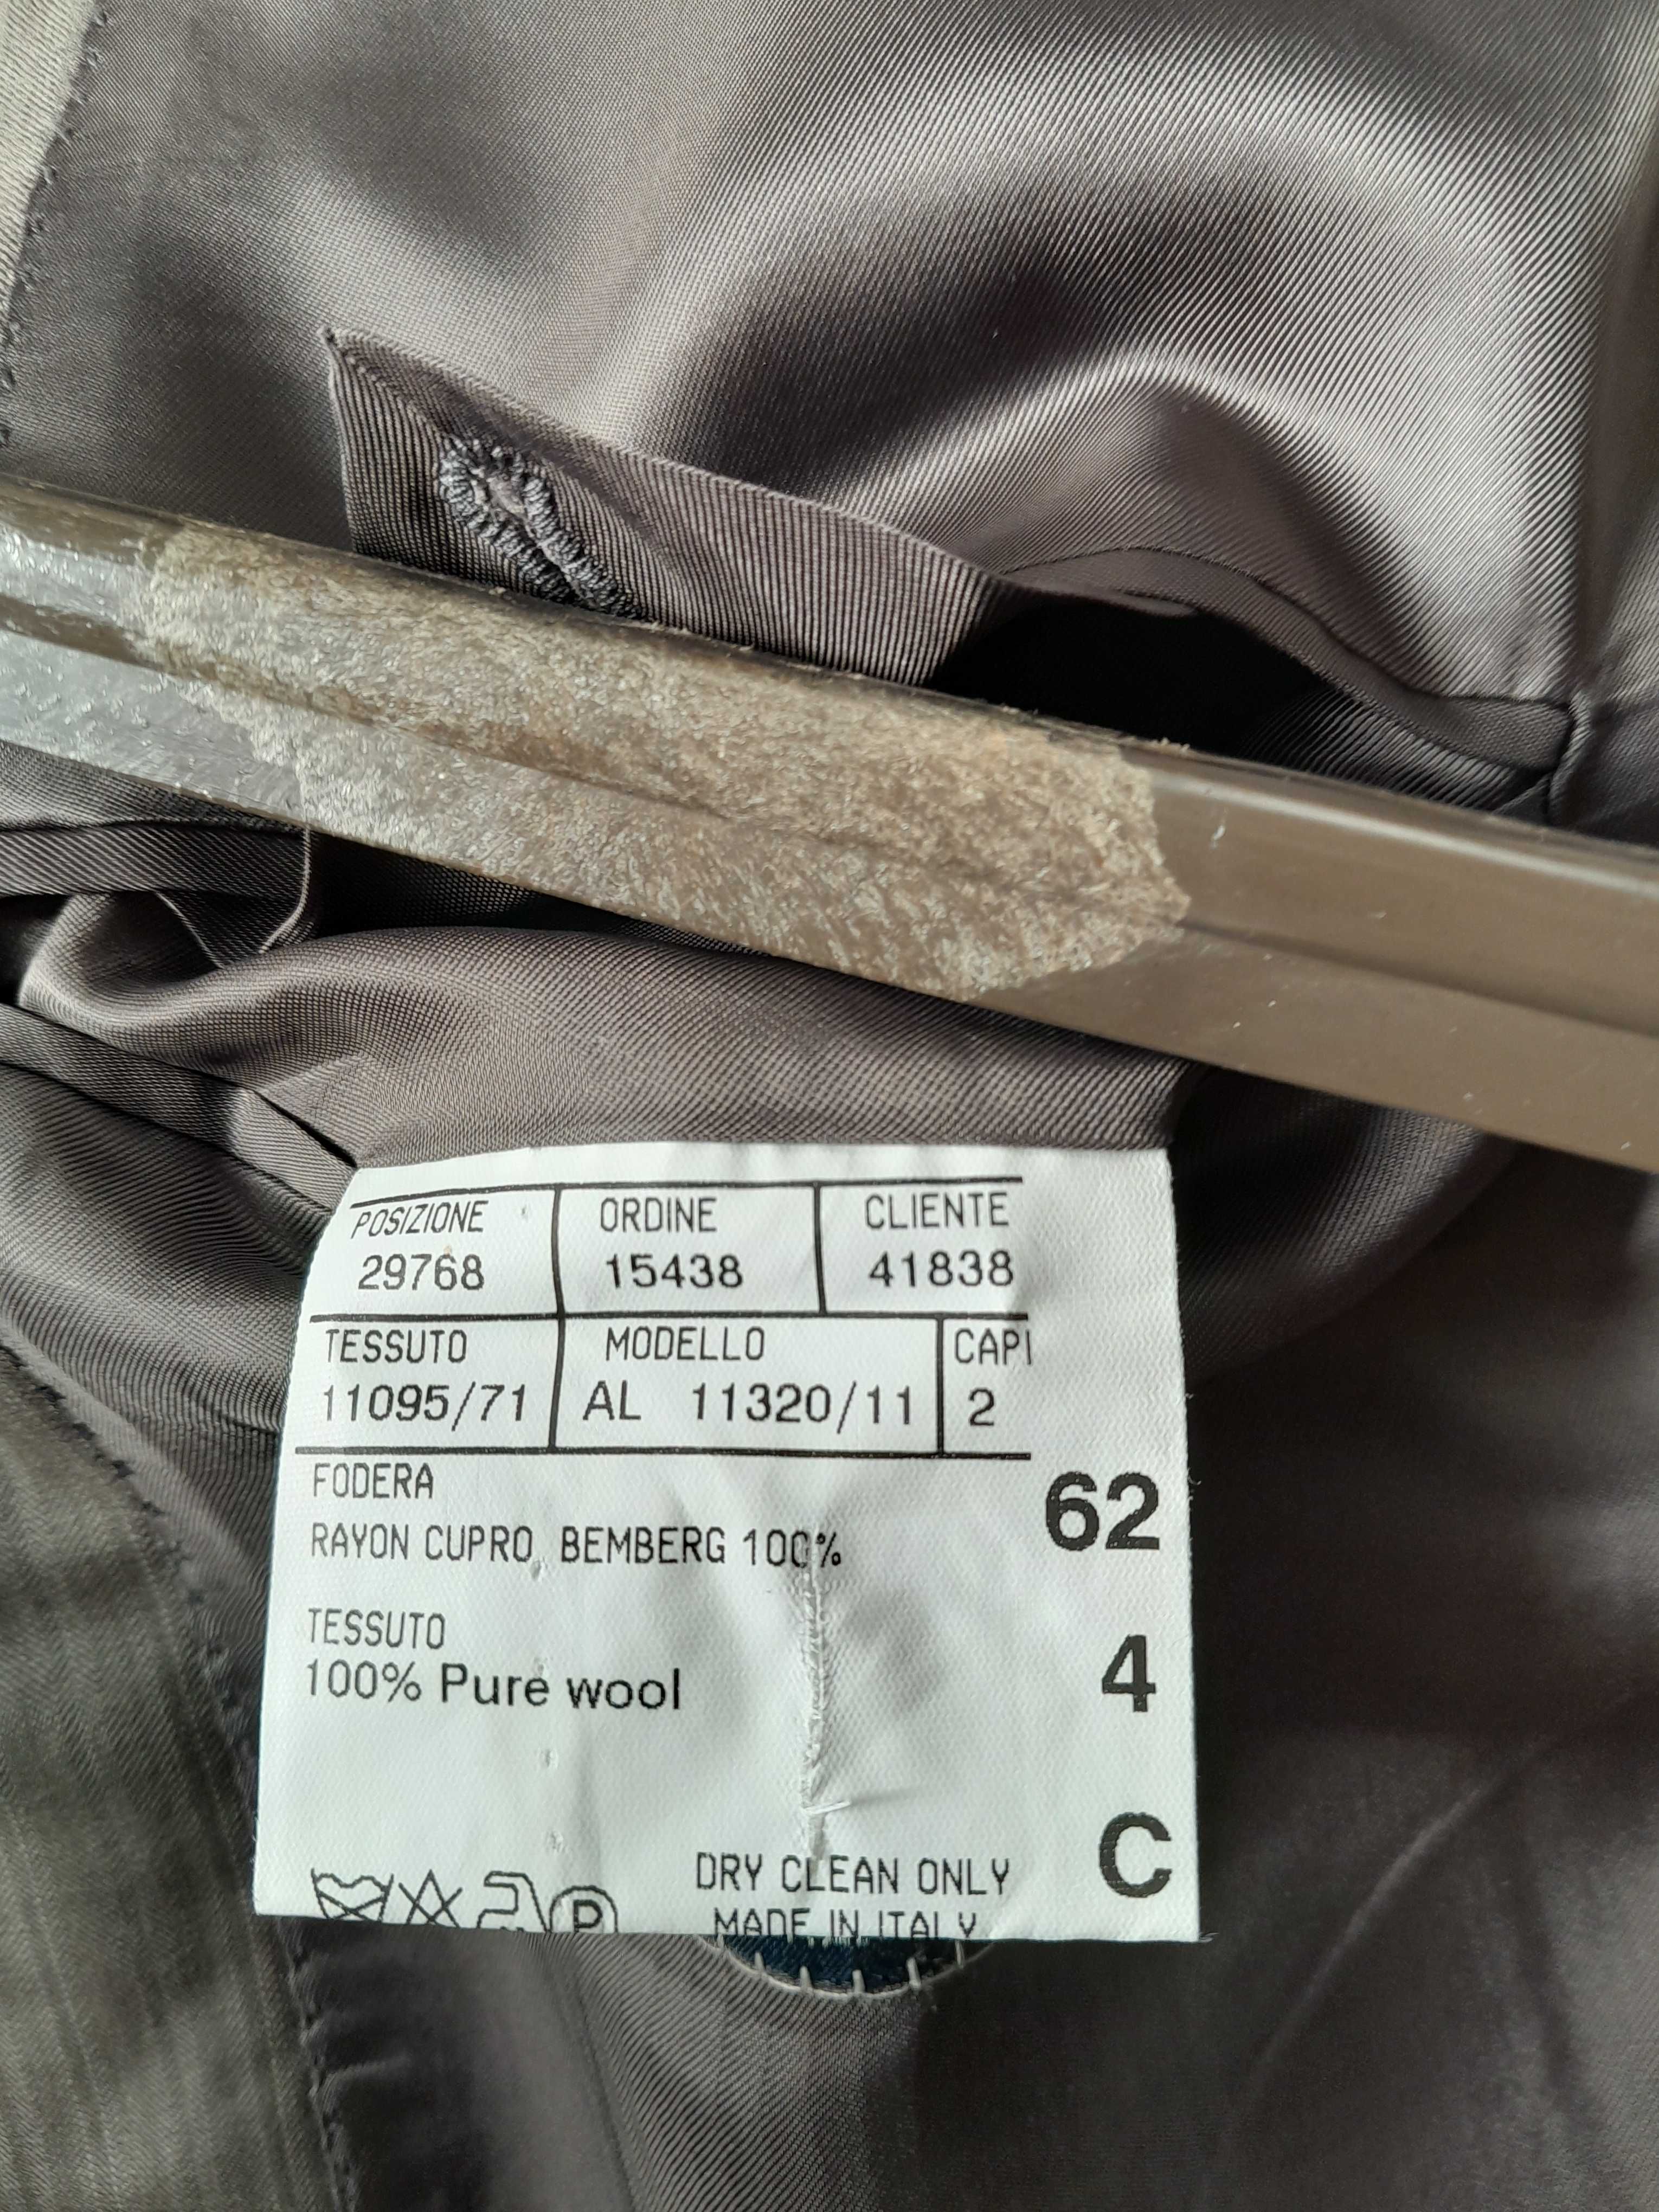 POSIZIONE ORDINE CLIENTE
29768 15438 41838
TESSUTO MODELLO CAPI
11095/71 AL 11320/11 2
FODERA
RAYON CUPRO BEMBERG 100%
62
TESSUTO
100% Pure wool
4
DRY CLEAN ONLY
C
P
MADE IN ITALY